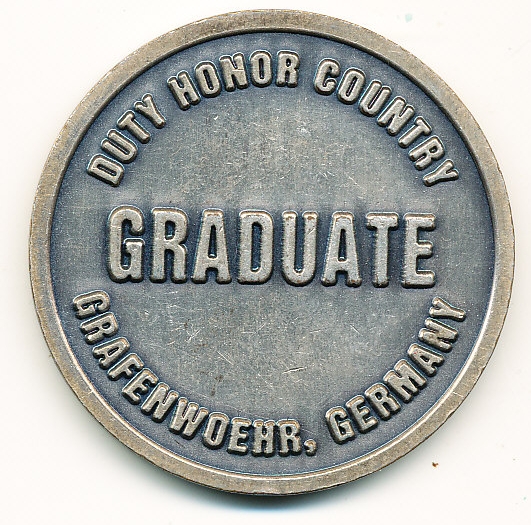 DUTY HONOR COUNTRY
GRADUATE
GRAFENWOEHR, GERMANY